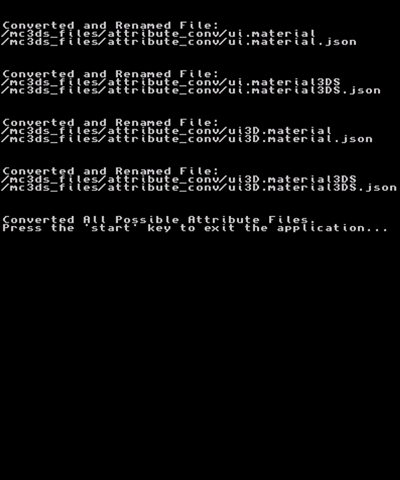 Converted and Renamed File:
/mc3ds_files/attribute_conv/ui.material
/mc3ds_files/attribute_conv/ui.material.json
Converted and Renamed File:
/mc3ds_files/attribute_conv/ui.material3DS
/mc3ds_files/attribute_conv/ui.material3DS.json
Converted and Renamed File:
/mc3ds_files/attribute_conv/ui3D.material
/mc3ds_files/attribute_conv/ui3D.material.json
Converted and Renamed File:
/mc3ds_files/attribute_conv/ui3D.material3DS
/mc3ds_files/attribute_conv/ui3D.material3DS.json
Converted All Possible Attribute Files.
Press the 'start' key to exit the application...